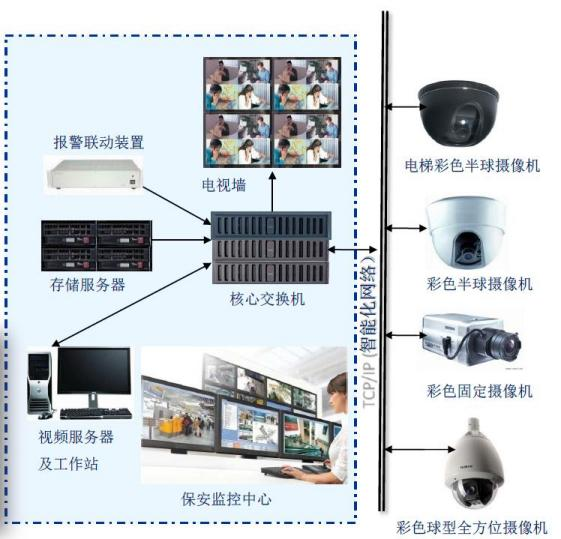 报警联动装置
电视墙
存储服务器
核心交换机
视频服务器
及工作站
保安监控中心
TCP/IP(智能化网络)
电梯彩色半球摄像机
彩色半球摄像机
彩色固定摄像机
彩色球型全方位摄像机